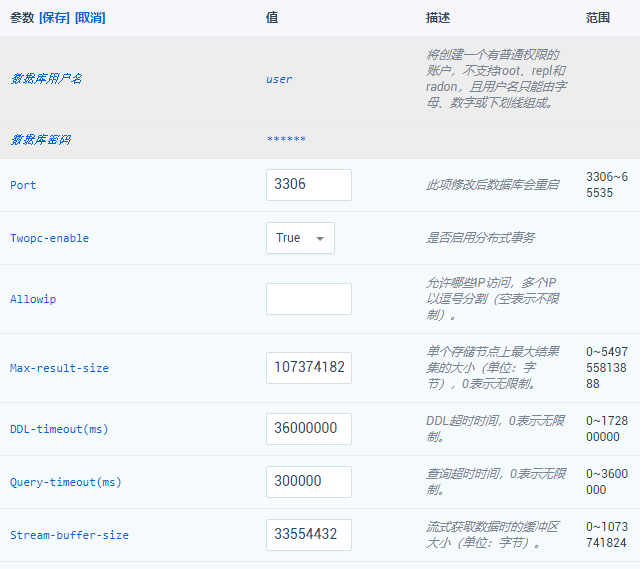 参数 [保存] [取消] 值 描述 范围
数据库用户名 user 将创建一个有普通权限的
账户，不支持root、repl和
radon，且用户名只能由字
母、数字或下划线组成。
数据库密码 ******
Port 3306 此项修改后数据库会重启 3306~6
5535
Twopc-enable True 是否启用分布式事务
Allowip 允许哪些IP访问，多个IP
以逗号分割（空表示不限
制）。
Max-result-size 107374182 单个存储节点上最大结果
集的大小（单位：字
节），0表示无限制。
0~5497
558138
88
DDL-timeout(ms) 36000000 DDL超时时间，0表示无限
制。
0~1728
00000
Query-timeout(ms) 300000 查询超时时间，0表示无限
制。
0~3600
000
Stream-buffer-size 33554432 流式获取数据时的缓冲区
大小（单位：字节）。
0~1073
741824